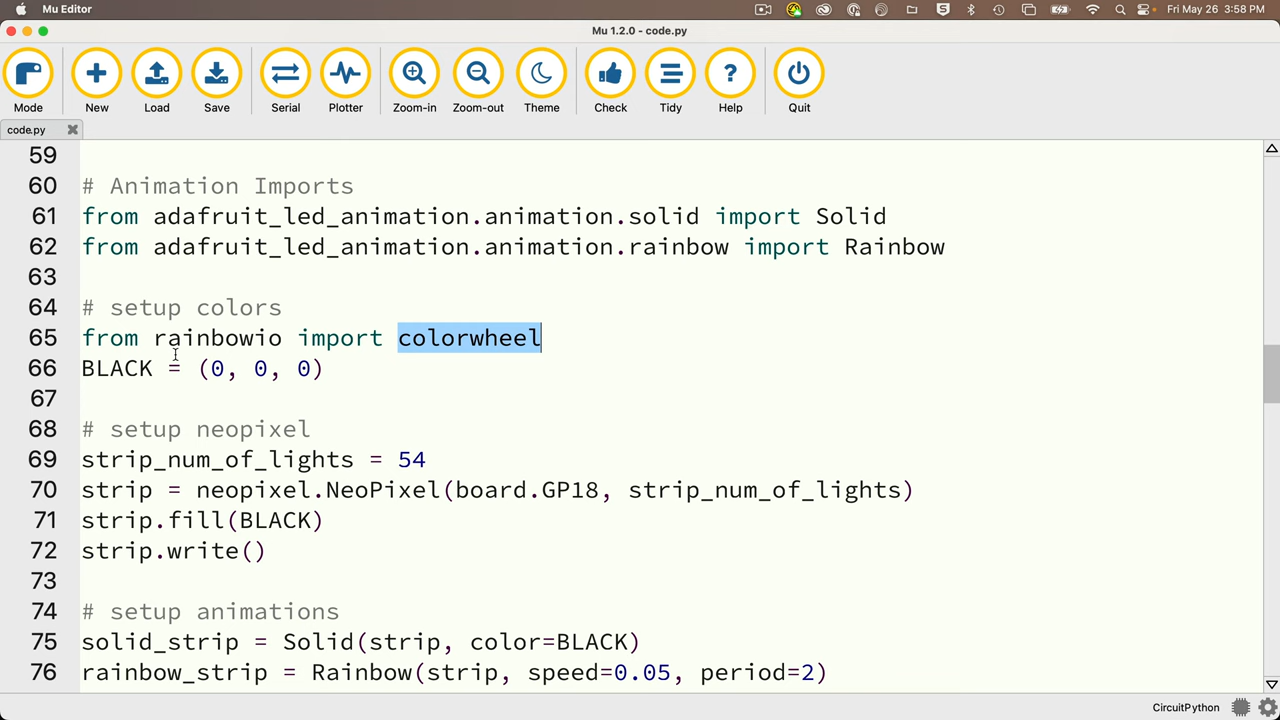 Mu Editor
Fri May 26 3:58 PM
Mu 1.2.0 - code.py
Mode New Load Save Serial Plotter Zoom-in Zoom-out Theme Check Tidy Help Quit
code.py
59
60 # Animation Imports
61 from adafruit_led_animation.animation.solid import Solid
62 from adafruit_led_animation.animation.rainbow import Rainbow
63
64 # setup colors
65 from rainbowio import colorwheel
66 BLACK = (0, 0, 0)
67
68 # setup neopixel
69 strip_num_of_lights = 54
70 strip = neopixel.NeoPixel(board.GP18, strip_num_of_lights)
71 strip.fill(BLACK)
72 strip.write()
73
74 # setup animations
75 solid_strip = Solid(strip, color=BLACK)
76 rainbow_strip = Rainbow(strip, speed=0.05, period=2)
CircuitPython